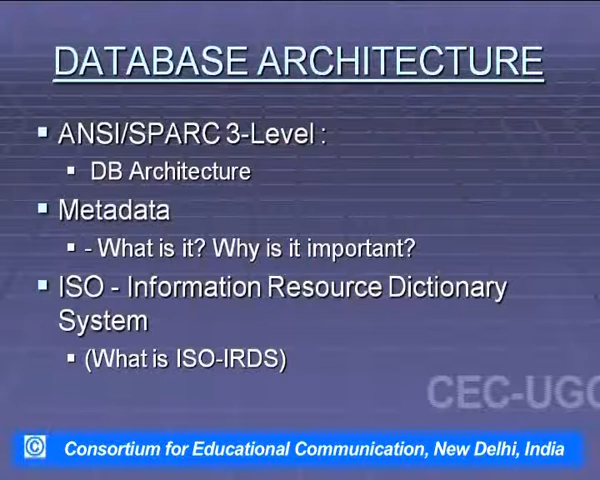 DATABASE ARCHITECTURE
ANSI/SPARC 3-Level :
DB Architecture
Metadata
- What is it? Why is it important?
ISO - Information Resource Dictionary
System
(What is ISO-IRDS)
CEC-UGC
© Consortium for Educational Communication, New Delhi, India